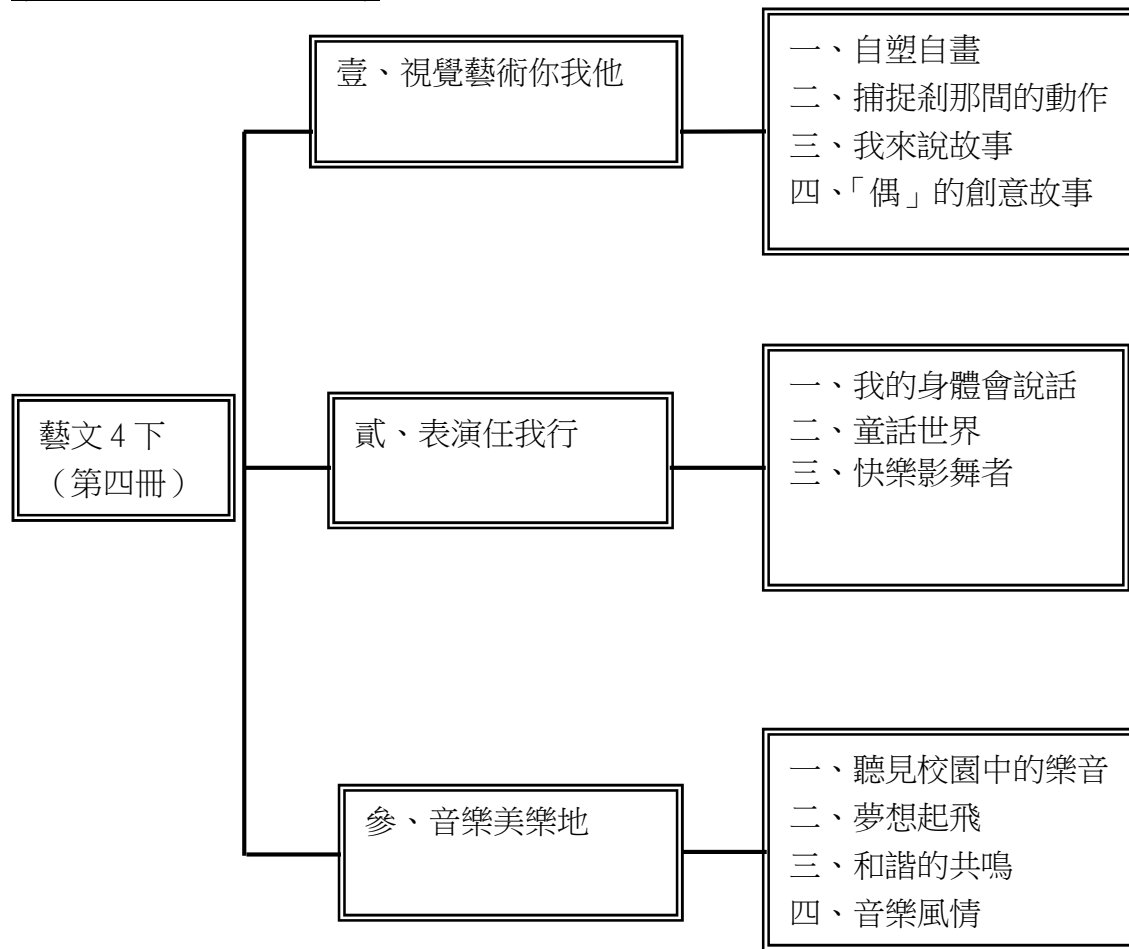 壹、視覺藝術你我他
一、自塑自畫
二、捕捉剎那間的動作
三、我來說故事
四、「偶」的創意故事
藝文 4 下
（第四冊）
貳、表演任我行
一、我的身體會說話
二、童話世界
三、快樂影舞者
參、音樂美樂地
一、聽見校園中的樂音
二、夢想起飛
三、和諧的共鳴
四、音樂風情